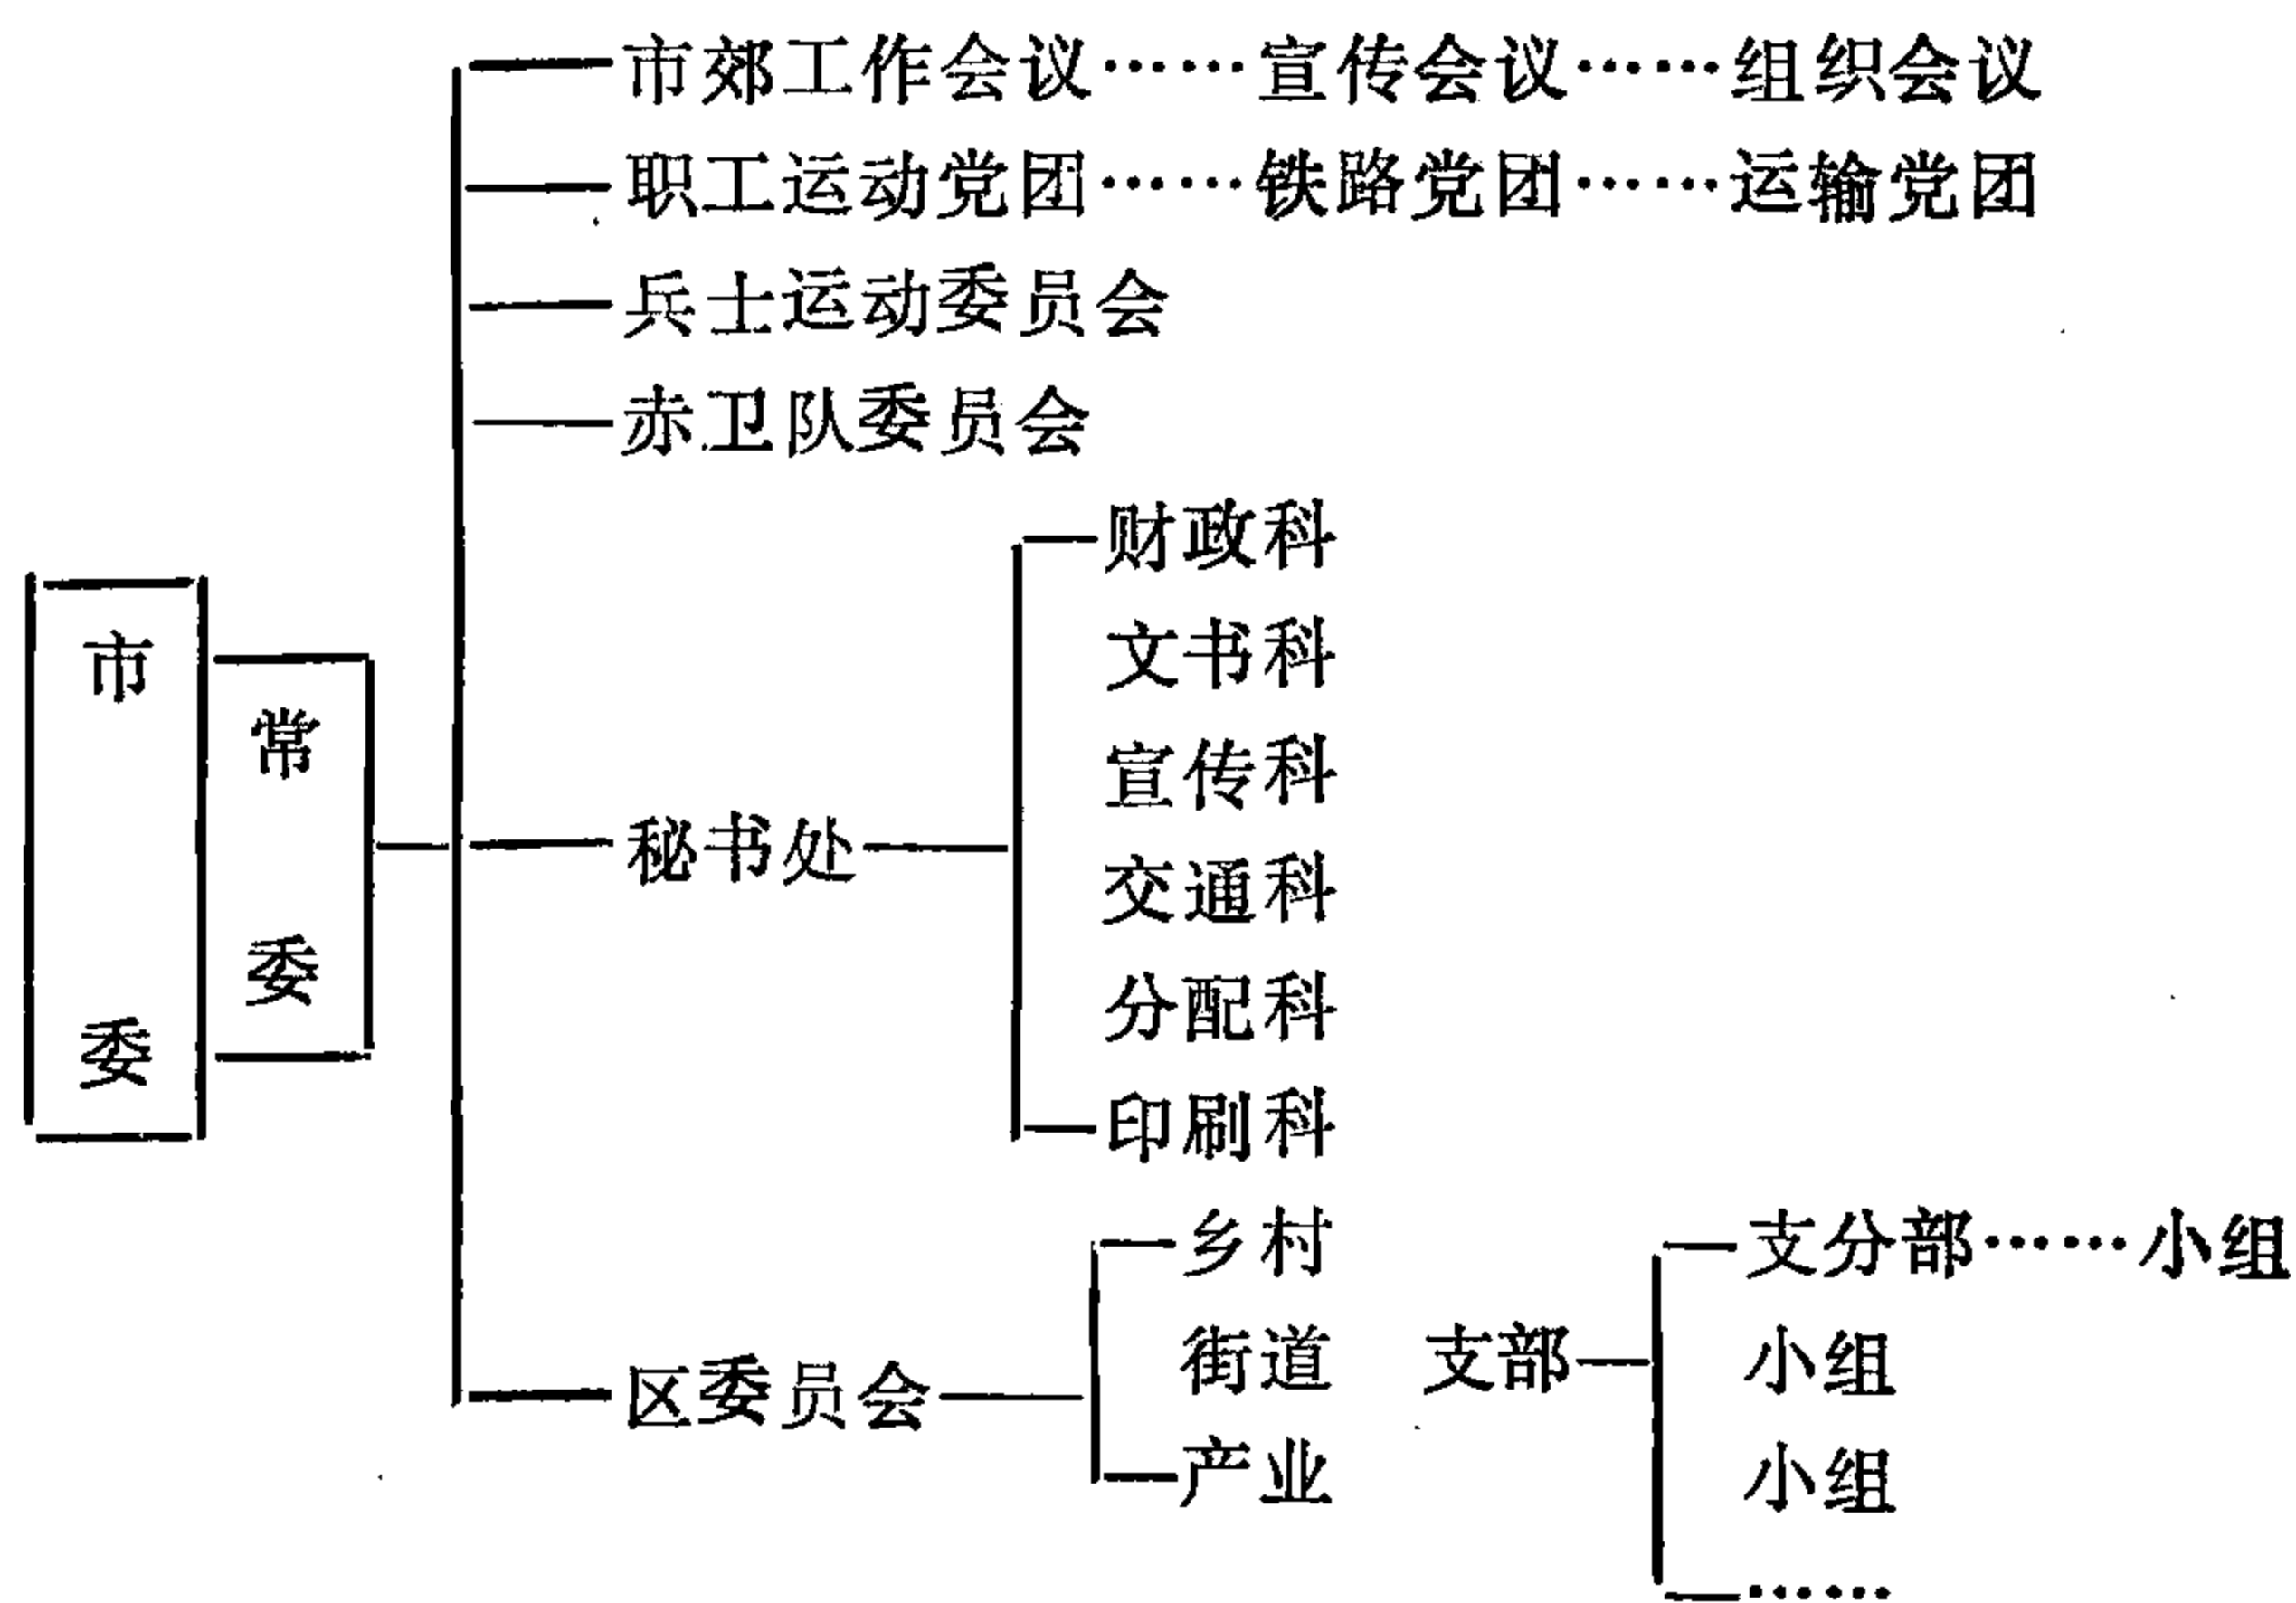 市郊工作会议……宣传会议……组织会议
职工运动党团……铁路党团……运输党团
兵士运动委员会
赤卫队委员会
市委
常委
秘书处
财政科
文书科
宣传科
交通科
分配科
印刷科
区委员会
乡村
街道
产业
支部
支分部……小组
小组
小组
……